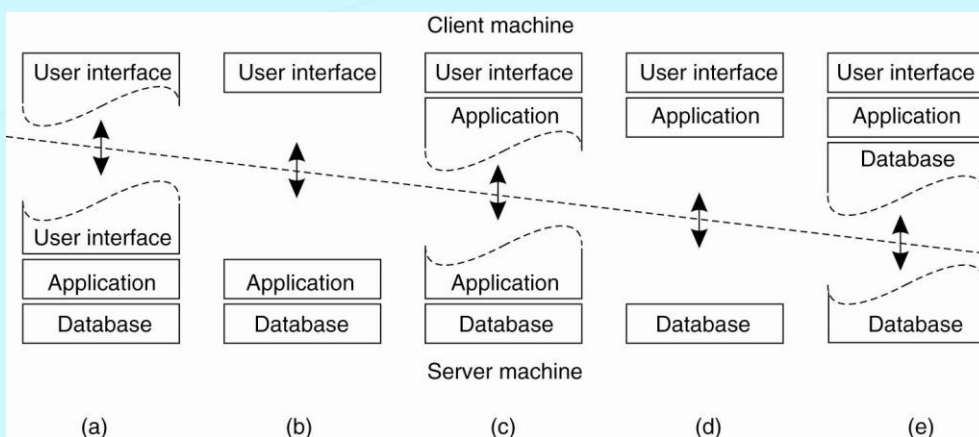 Client machine
User interface User interface User interface User interface User interface
Application Application Application
Database
User interface
Application Application Application
Database Database Database Database Database
Server machine
(a) (b) (c) (d) (e)